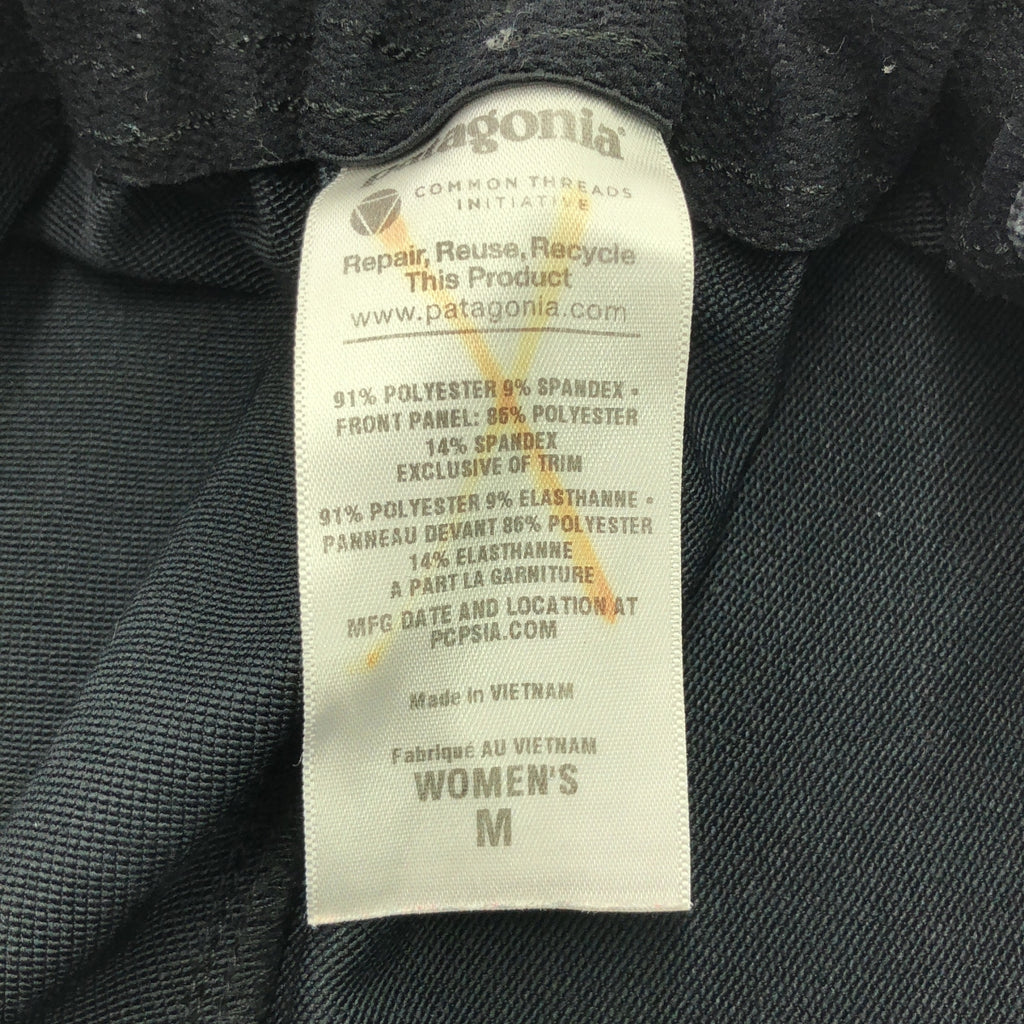 patagonia®
COMMON THREADS
INITIATIVE
Repair, Reuse, Recycle
This Product
www.patagonia.com
91% POLYESTER 9% SPANDEX •
FRONT PANEL: 86% POLYESTER
14% SPANDEX
EXCLUSIVE OF TRIM
91% POLYESTER 9% ELASTHANNE •
PANNEAU DEVANT 86% POLYESTER
14% ELASTHANNE
A PART LA GARNITURE
MFG DATE AND LOCATION AT
PCPSIA.COM
Made in VIETNAM
Fabriqué AU VIETNAM
WOMEN'S
M